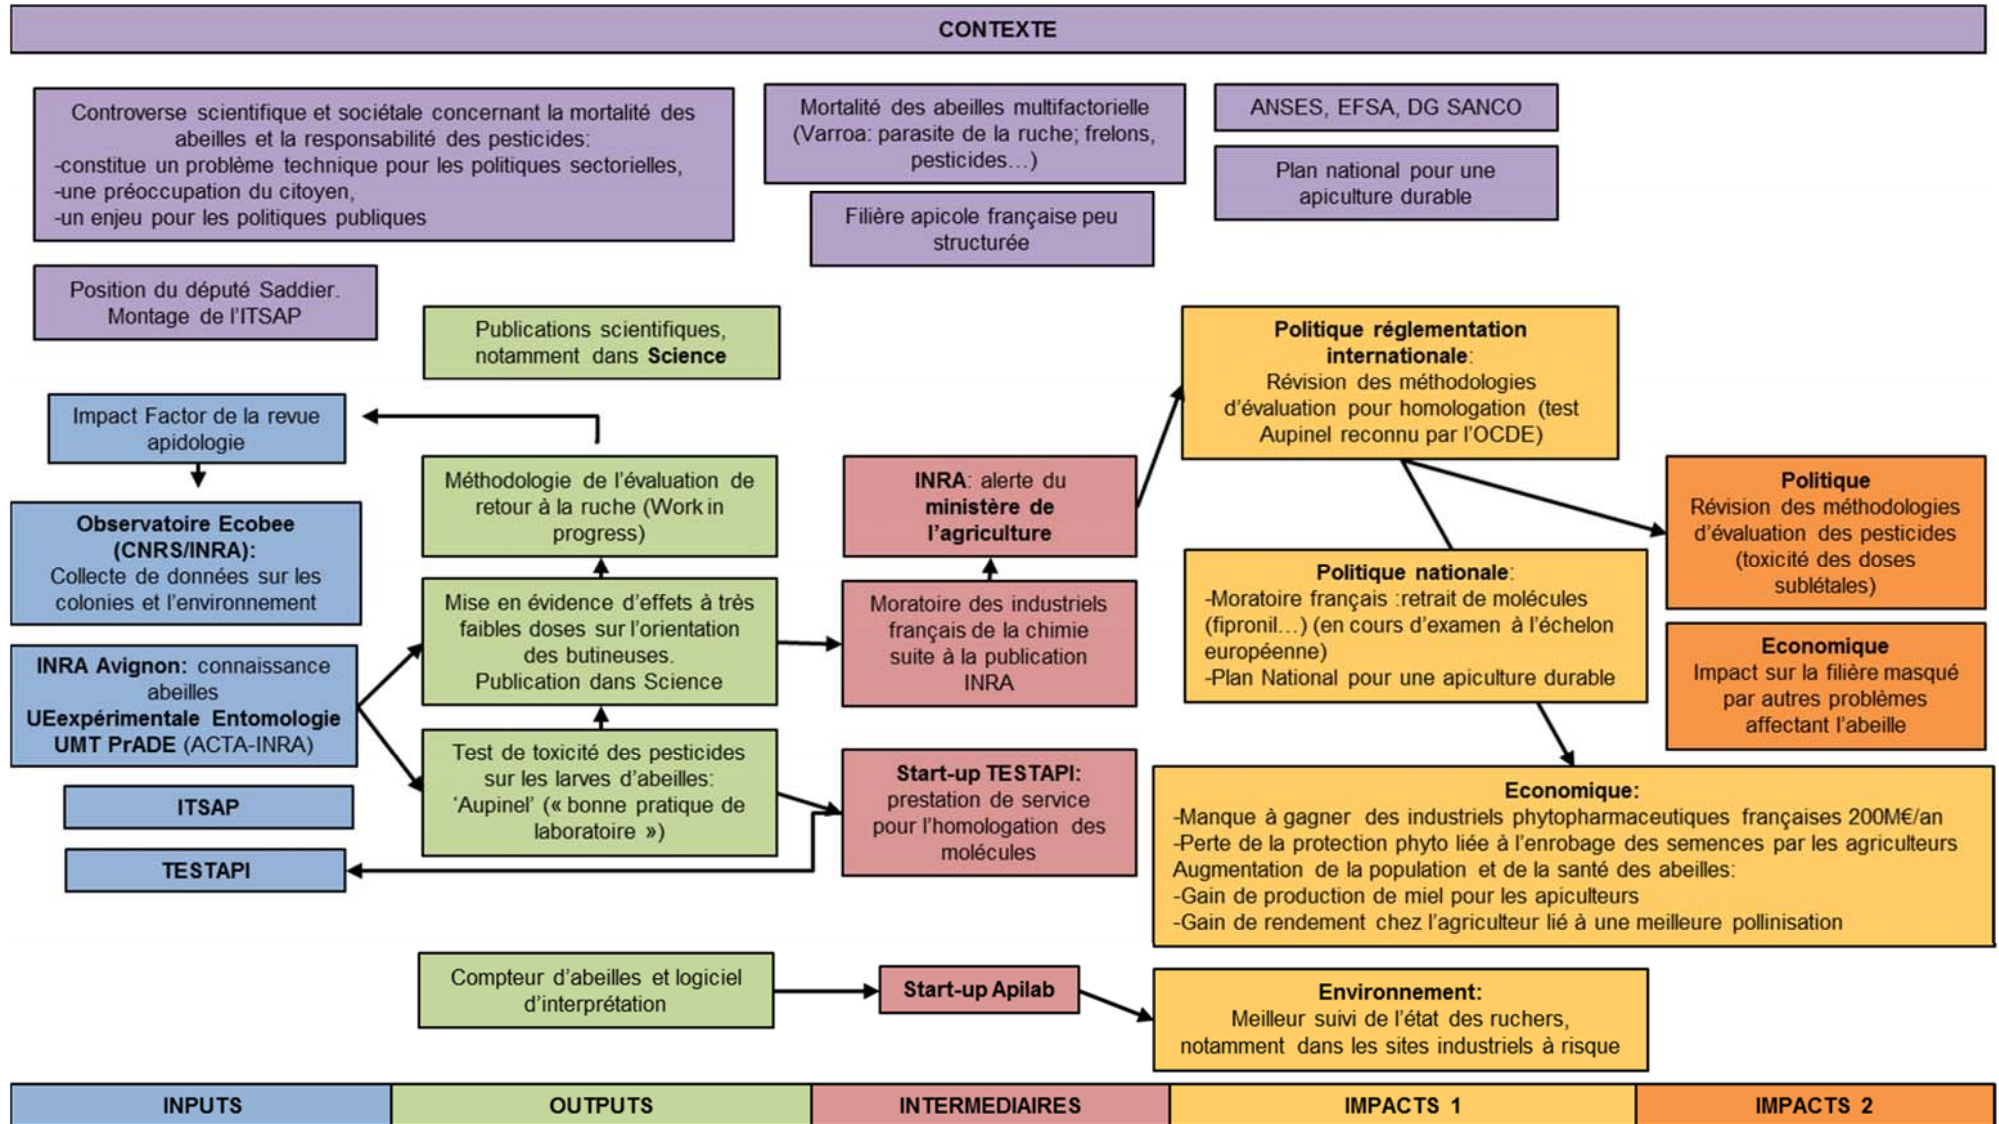 CONTEXTE
Controverse scientifique et sociétale concernant la mortalité des
abeilles et la responsabilité des pesticides:
-constitue un problème technique pour les politiques sectorielles,
-une préoccupation du citoyen,
-un enjeu pour les politiques publiques
Mortalité des abeilles multifactorielle
(Varroa: parasite de la ruche; frelons,
pesticides…)
ANSES, EFSA, DG SANCO
Plan national pour une
apiculture durable
Filière apicole française peu
structurée
Position du député Saddier.
Montage de l’ITSAP
Publications scientifiques,
notamment dans Science
Impact Factor de la revue
apidologie
Observatoire Ecobee
(CNRS/INRA):
Collecte de données sur les
colonies et l’environnement
INRA Avignon: connaissance
abeilles
UEexpérimentale Entomologie
UMT PrADE (ACTA-INRA)
ITSAP
TESTAPI
Méthodologie de l’évaluation de
retour à la ruche (Work in
progress)
Mise en évidence d’effets à très
faibles doses sur l’orientation
des butineuses.
Publication dans Science
Test de toxicité des pesticides
sur les larves d’abeilles:
‘Aupinel’ (« bonne pratique de
laboratoire »)
Compteur d’abeilles et logiciel
d’interprétation
INRA: alerte du
ministère de
l’agriculture
Moratoire des industriels
français de la chimie
suite à la publication
INRA
Start-up TESTAPI:
prestation de service
pour l’homologation des
molécules
Start-up Apilab
Politique réglementation
internationale:
Révision des méthodologies
d’évaluation pour homologation (test
Aupinel reconnu par l’OCDE)
Politique nationale:
-Moratoire français :retrait de molécules
(fipronil…) (en cours d’examen à l’échelon
européenne)
-Plan National pour une apiculture durable
Economique:
-Manque à gagner des industriels phytopharmaceutiques françaises 200M€/an
-Perte de la protection phyto liée à l’enrobage des semences par les agriculteurs
Augmentation de la population et de la santé des abeilles:
-Gain de production de miel pour les apiculteurs
-Gain de rendement chez l’agriculteur lié à une meilleure pollinisation
Environnement:
Meilleur suivi de l’état des ruchers,
notamment dans les sites industriels à risque
Politique
Révision des méthodologies
d’évaluation des pesticides
(toxicité des doses
sublétales)
Economique
Impact sur la filière masqué
par autres problèmes
affectant l’abeille
INPUTS
OUTPUTS
INTERMEDIAIRES
IMPACTS 1
IMPACTS 2